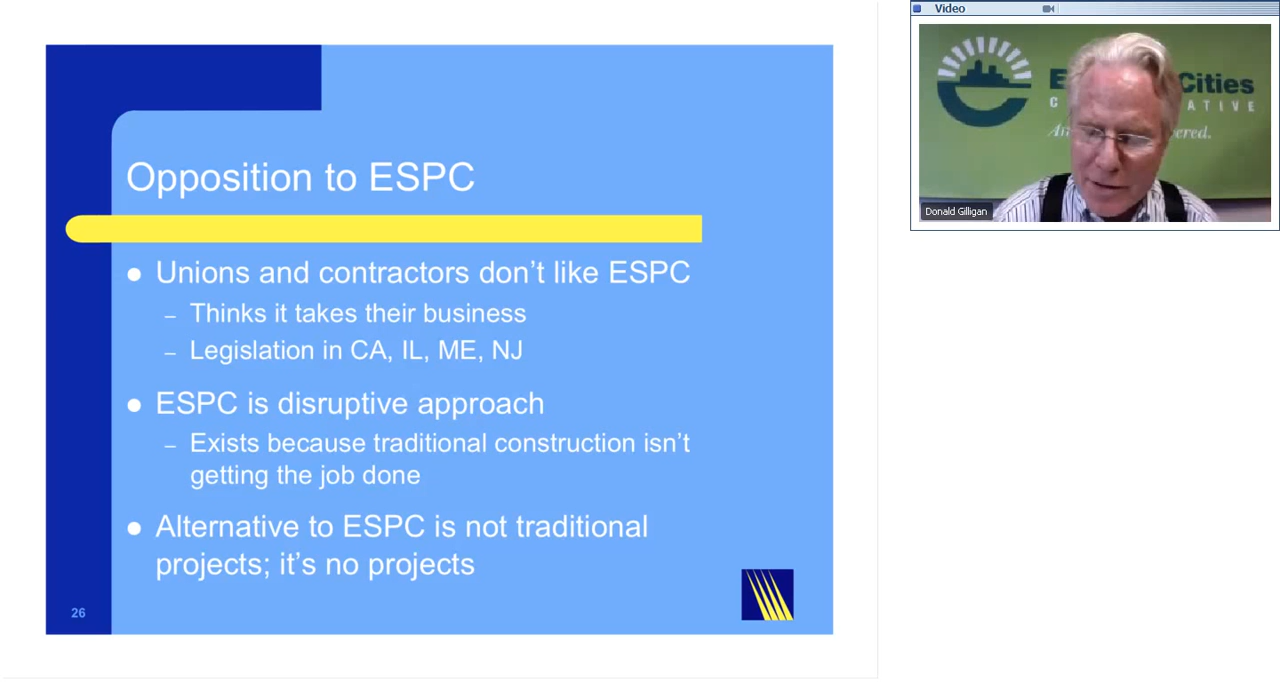 Video
Opposition to ESPC
● Unions and contractors don't like ESPC
– Thinks it takes their business
– Legislation in CA, IL, ME, NJ
● ESPC is disruptive approach
– Exists because traditional construction isn't
getting the job done
● Alternative to ESPC is not traditional
projects; it's no projects
26
Cities
Donald Gilligan